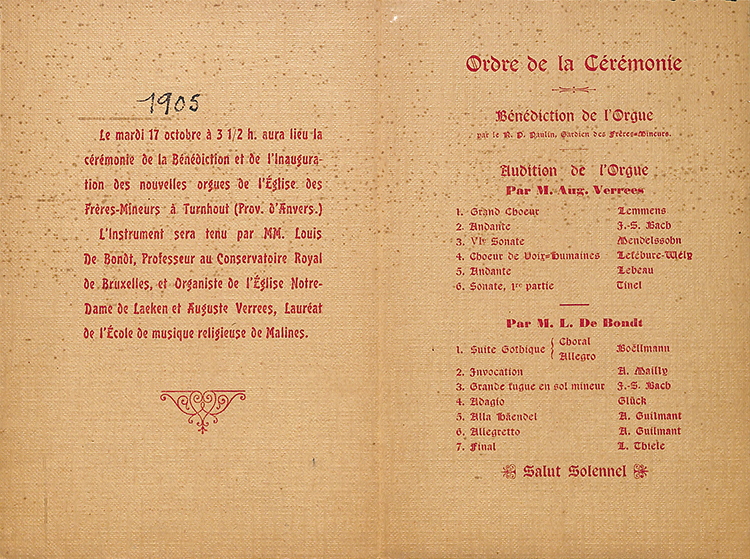 1905
Le mardi 17 octobre à 3 1/2 h. aura lieu la
cérémonie de la Bénédiction et de l'Inaugura-
tion des nouvelles orgues de l'Église des
Frères-Mineurs à Turnhout (Prov. d'Anvers.)
L'Instrument sera tenu par MM. Louis
De Bondt, Professeur au Conservatoire Royal
de Bruxelles, et Organiste de l'Église Notre-
Dame de Laeken et Auguste Verrees, Lauréat
de l'École de musique religieuse de Malines.
Ordre de la Cérémonie
Bénédiction de l'Orgue
par le R. P. Paulin, Gardien des Frères-Mineurs.
Audition de l'Orgue
Par M. Aug. Verrees
1. Grand Choeur Lemmens
2. Andante J.-S. Bach
3. VIe Sonate Mendelssohn
4. Choeur de Voix-Humaines Lefébure-Wély
5. Andante Lebeau
6. Sonate, 1re partie Tinel
Par M. L. De Bondt
1. Suite Gothique { Choral Allegro Boëllmann
2. Invocation A. Mailly
3. Grande fugue en sol mineur J.-S. Bach
4. Adagio Glück
5. Alla Häendel A. Guilmant
6. Allegretto A. Guilmant
7. Final L. Thiele
Salut Solennel